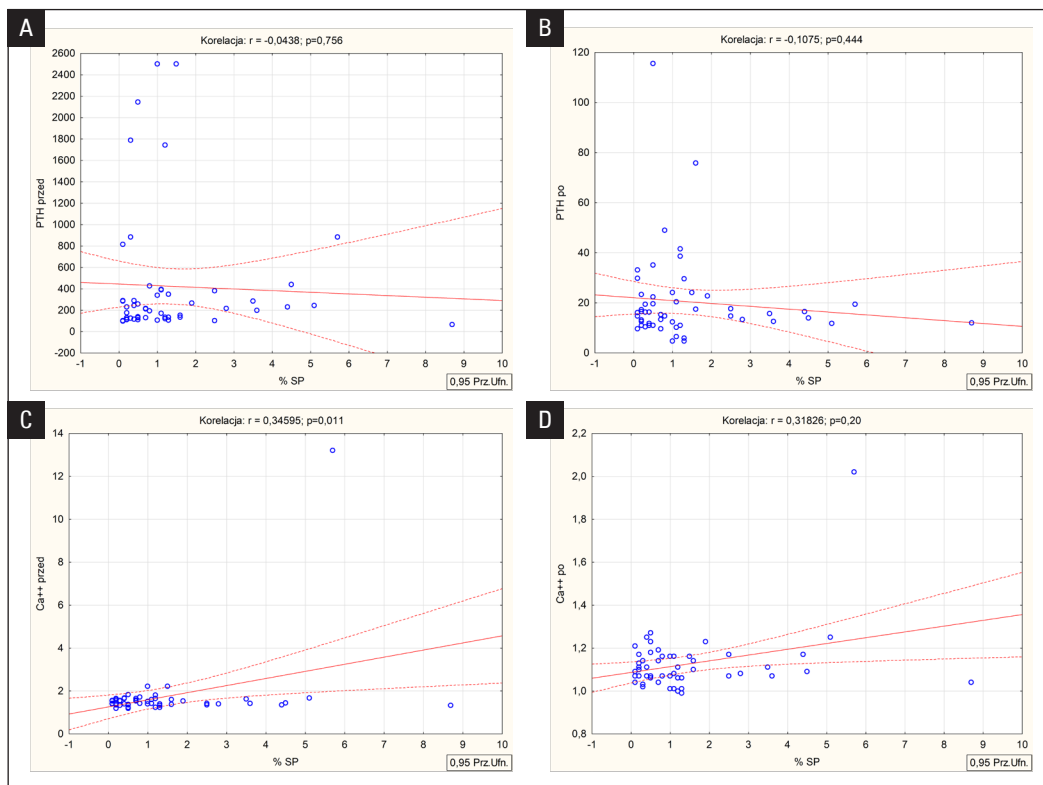 A
Korelacja: r = -0,0438; p=0,756
2600
2400
2200
2000
1800
1600
1400
1200
1000
800
600
400
200
0
-200
PTH przed
-1 0 1 2 3 4 5 6 7 8 9 10
% SP
0,95 Prz.Ufn.
B
Korelacja: r = -0,1075; p=0,444
120
100
80
60
40
20
0
PTH po
-1 0 1 2 3 4 5 6 7 8 9 10
% SP
0,95 Prz.Ufn.
C
Korelacja: r = 0,34595; p=0,011
14
12
10
8
6
4
2
0
Ca++ przed
-1 0 1 2 3 4 5 6 7 8 9 10
% SP
0,95 Prz.Ufn.
D
Korelacja: r = 0,31826; p=0,20
2,2
2,0
1,8
1,6
1,4
1,2
1,0
0,8
Ca++ po
-1 0 1 2 3 4 5 6 7 8 9 10
% SP
0,95 Prz.Ufn.